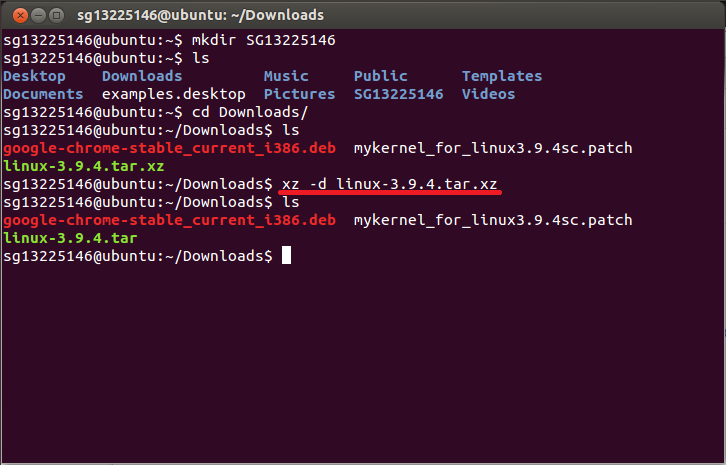 sg13225146@ubuntu: ~/Downloads
sg13225146@ubuntu:~$ mkdir SG13225146
sg13225146@ubuntu:~$ ls
Desktop    Downloads         Music     Public      Templates
Documents  examples.desktop  Pictures  SG13225146  Videos
sg13225146@ubuntu:~$ cd Downloads/
sg13225146@ubuntu:~/Downloads$ ls
google-chrome-stable_current_i386.deb  mykernel_for_linux3.9.4sc.patch
linux-3.9.4.tar.xz
sg13225146@ubuntu:~/Downloads$ xz -d linux-3.9.4.tar.xz
sg13225146@ubuntu:~/Downloads$ ls
google-chrome-stable_current_i386.deb  mykernel_for_linux3.9.4sc.patch
linux-3.9.4.tar
sg13225146@ubuntu:~/Downloads$